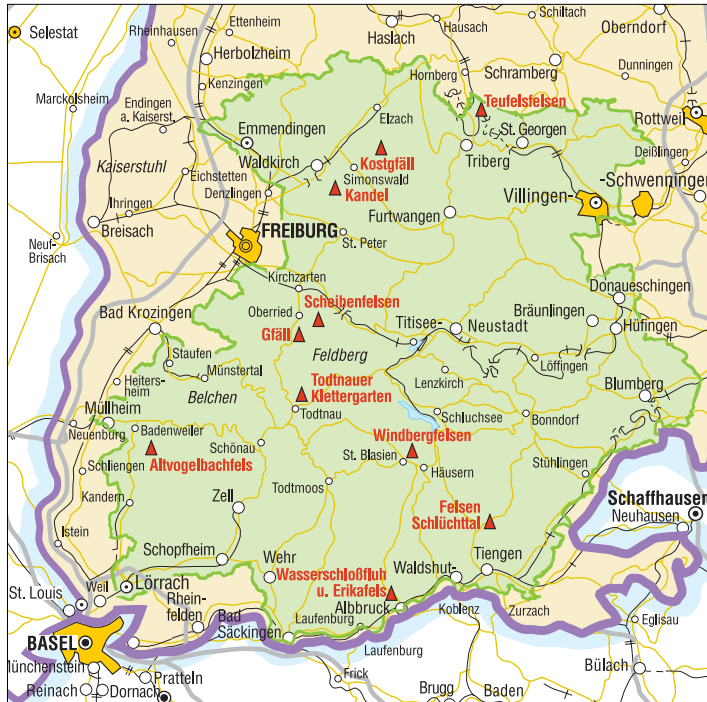 Schiltach
Ettenheim
Hausach
Oberndorf
Selestat
Rheinhausen
Haslach
Herbolzheim
Schramberg
Hornberg
Dunningen
Kenzingen
Marckolsheim
Teufelsfelsen
Endingen
a. Kaiserst.
Elzach
Rottweil
Emmendingen
St. Georgen
Kostgfäll
Triberg
Deißlingen
Kaiserstuhl
Waldkirch
Simonswald
Eichstetten
Kandel
Denzlingen
Villingen-
-Schwenningen
Ihringen
Furtwangen
Breisach
FREIBURG
St. Peter
Neuf-
Brisach
Kirchzarten
Donaueschingen
Oberried
Scheibenfelsen
Bräunlingen
Bad Krozingen
Titisee-
Neustadt
Hüfingen
Gfäll
Staufen
Feldberg
Löffingen
Münstertal
Lenzkirch
Heiters-
heim
Belchen
Todtnauer
Klettergarten
Blumberg
Todtnau
Schluchsee
Bonndorf
Müllheim
Neuenburg
Badenweiler
Windbergfelsen
Schönau
Altvogelbachfels
St. Blasien
Schliengen
Häusern
Stühlingen
Todtmoos
Kandern
Zell
Felsen
Schlüchttal
Schaffhausen
Neuhausen
Istein
Schopfheim
Wehr
Wasserschloßfluh
u. Erikafels
Waldshut-
Tiengen
Lörrach
St. Louis
Weil
Rhein-
felden
Albbruck
Koblenz
Zurzach
Bad
Säckingen
Laufenburg
Eglisau
BASEL
Laufenburg
Münchenstein
Pratteln
Frick
Bülach
Reinach
Dornach
Brugg
Baden